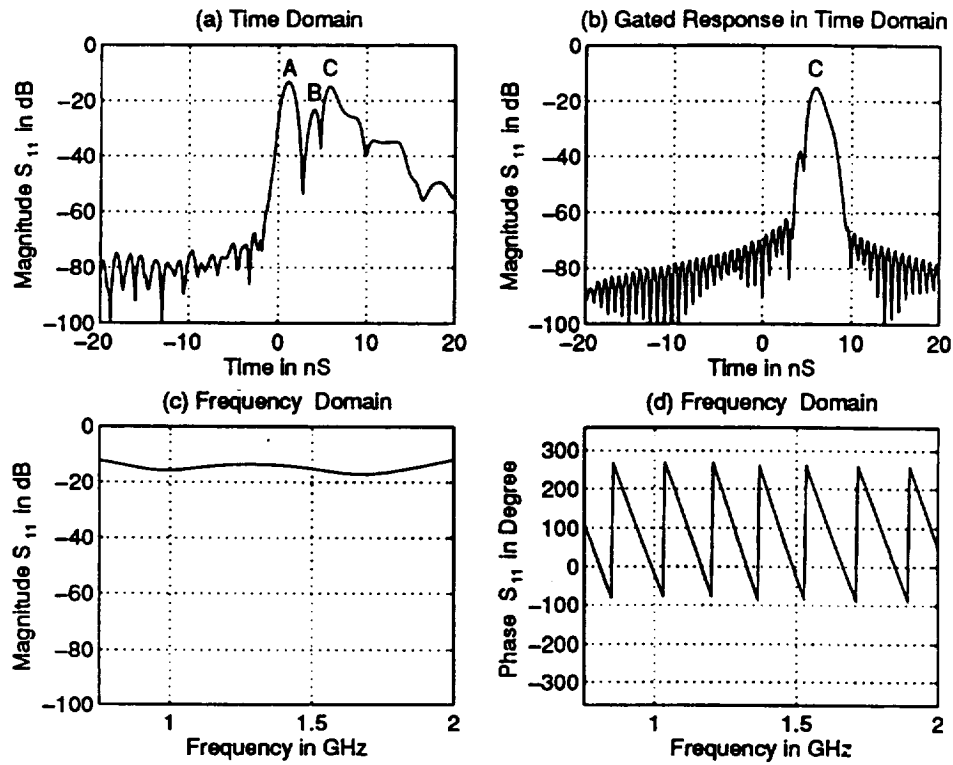 (a) Time Domain
0
−20
−40
−60
−80
−100
Magnitude S 11 in dB
A
B
C
−20
−10
0
10
20
Time in nS
(b) Gated Response in Time Domain
0
−20
−40
−60
−80
−100
Magnitude S 11 in dB
C
−20
−10
0
10
20
Time in nS
(c) Frequency Domain
0
−20
−40
−60
−80
−100
Magnitude S 11 in dB
1
1.5
2
Frequency in GHz
(d) Frequency Domain
300
200
100
0
−100
−200
−300
Phase S 11 in Degree
1
1.5
2
Frequency in GHz